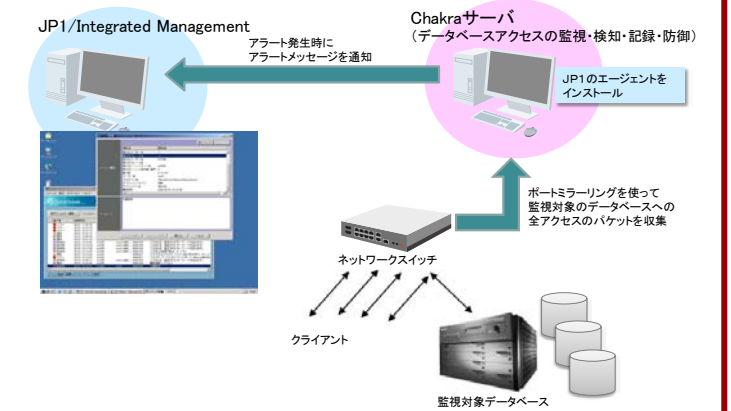 JP1/Integrated Management
Chakraサーバ
（データベースアクセスの監視・検知・記録・防御）
アラート発生時に
アラートメッセージを通知
JP1のエージェントを
インストール
ポートミラーリングを使って
監視対象のデータベースへの
全アクセスのパケットを収集
ネットワークスイッチ
クライアント
監視対象データベース